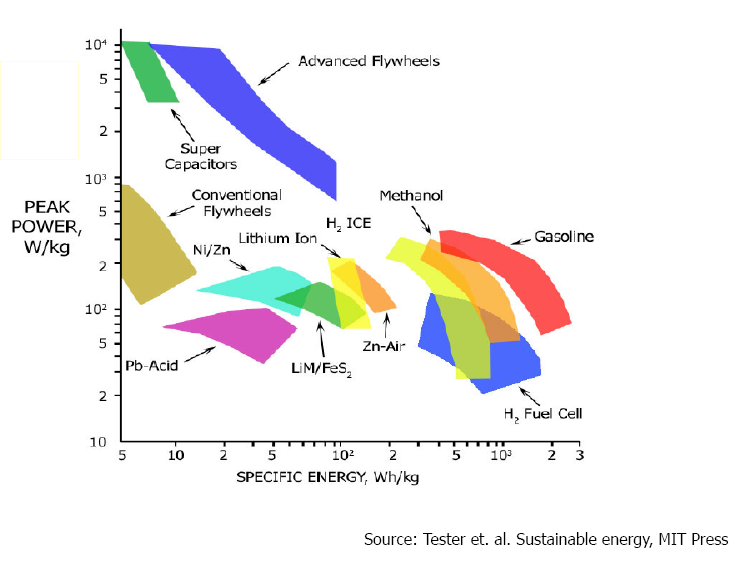 10⁴
5
2
10³
5
2
10²
5
2
10
PEAK
POWER,
W/kg
Advanced Flywheels
Super
Capacitors
Conventional
Flywheels
Methanol
H₂ ICE
Gasoline
Lithium Ion
Ni/Zn
Zn-Air
Pb-Acid
LiM/FeS₂
H₂ Fuel Cell
5 10 2 5 10² 2 5 10³ 2 3
SPECIFIC ENERGY, Wh/kg
Source: Tester et. al. Sustainable energy, MIT Press